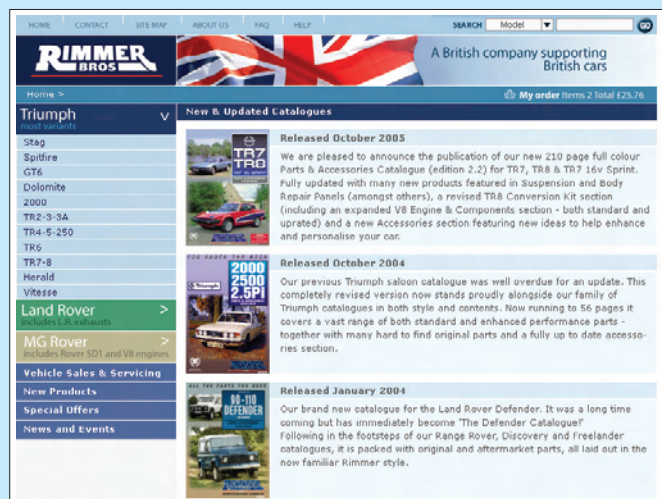 HOME CONTACT SITE MAP ABOUT US FAQ HELP SEARCH Model GO
RIMMER
BROS
A British company supporting
British cars
Home >
My order Items 2 Total £25.76
Triumph v
most variants
Stag
Spitfire
GT6
Dolomite
2000
TR2-3-3A
TR4-5-250
TR6
TR7-8
Herald
Vitesse
Land Rover >
includes L.R. exhausts
MG Rover >
includes Rover SD1 and V8 engines
Vehicle Sales & Servicing
New Products
Special Offers
News and Events
New & Updated Catalogues
TR7
TR8
Released October 2005
We are pleased to announce the publication of our new 210 page full colour
Parts & Accessories Catalogue (edition 2.2) for TR7, TR8 & TR7 16v Sprint.
Fully updated with many new products featured in Suspension and Body
Repair Panels (amongst others), a revised TR8 Conversion Kit section
(including an expanded V8 Engine & Components section - both standard and
uprated) and a new Accessories section featuring new ideas to help enhance
and personalise your car.
2000
2500
2.5PI
Triumph
Released October 2004
Our previous Triumph saloon catalogue was well overdue for an update. This
completely revised version now stands proudly alongside our family of
Triumph catalogues in both style and contents. Now running to 56 pages it
covers a vast range of both standard and enhanced performance parts -
together with many hard to find original parts and a fully up to date accesso-
ries section.
ALL THE PARTS YOU NEED
90-110
DEFENDER
Released January 2004
Our brand new catalogue for the Land Rover Defender. It was a long time
coming but has immediately become 'The Defender Catalogue!'
Following in the footsteps of our Range Rover, Discovery and Freelander
catalogues, it is packed with original and aftermarket parts, all laid out in the
now familiar Rimmer style.